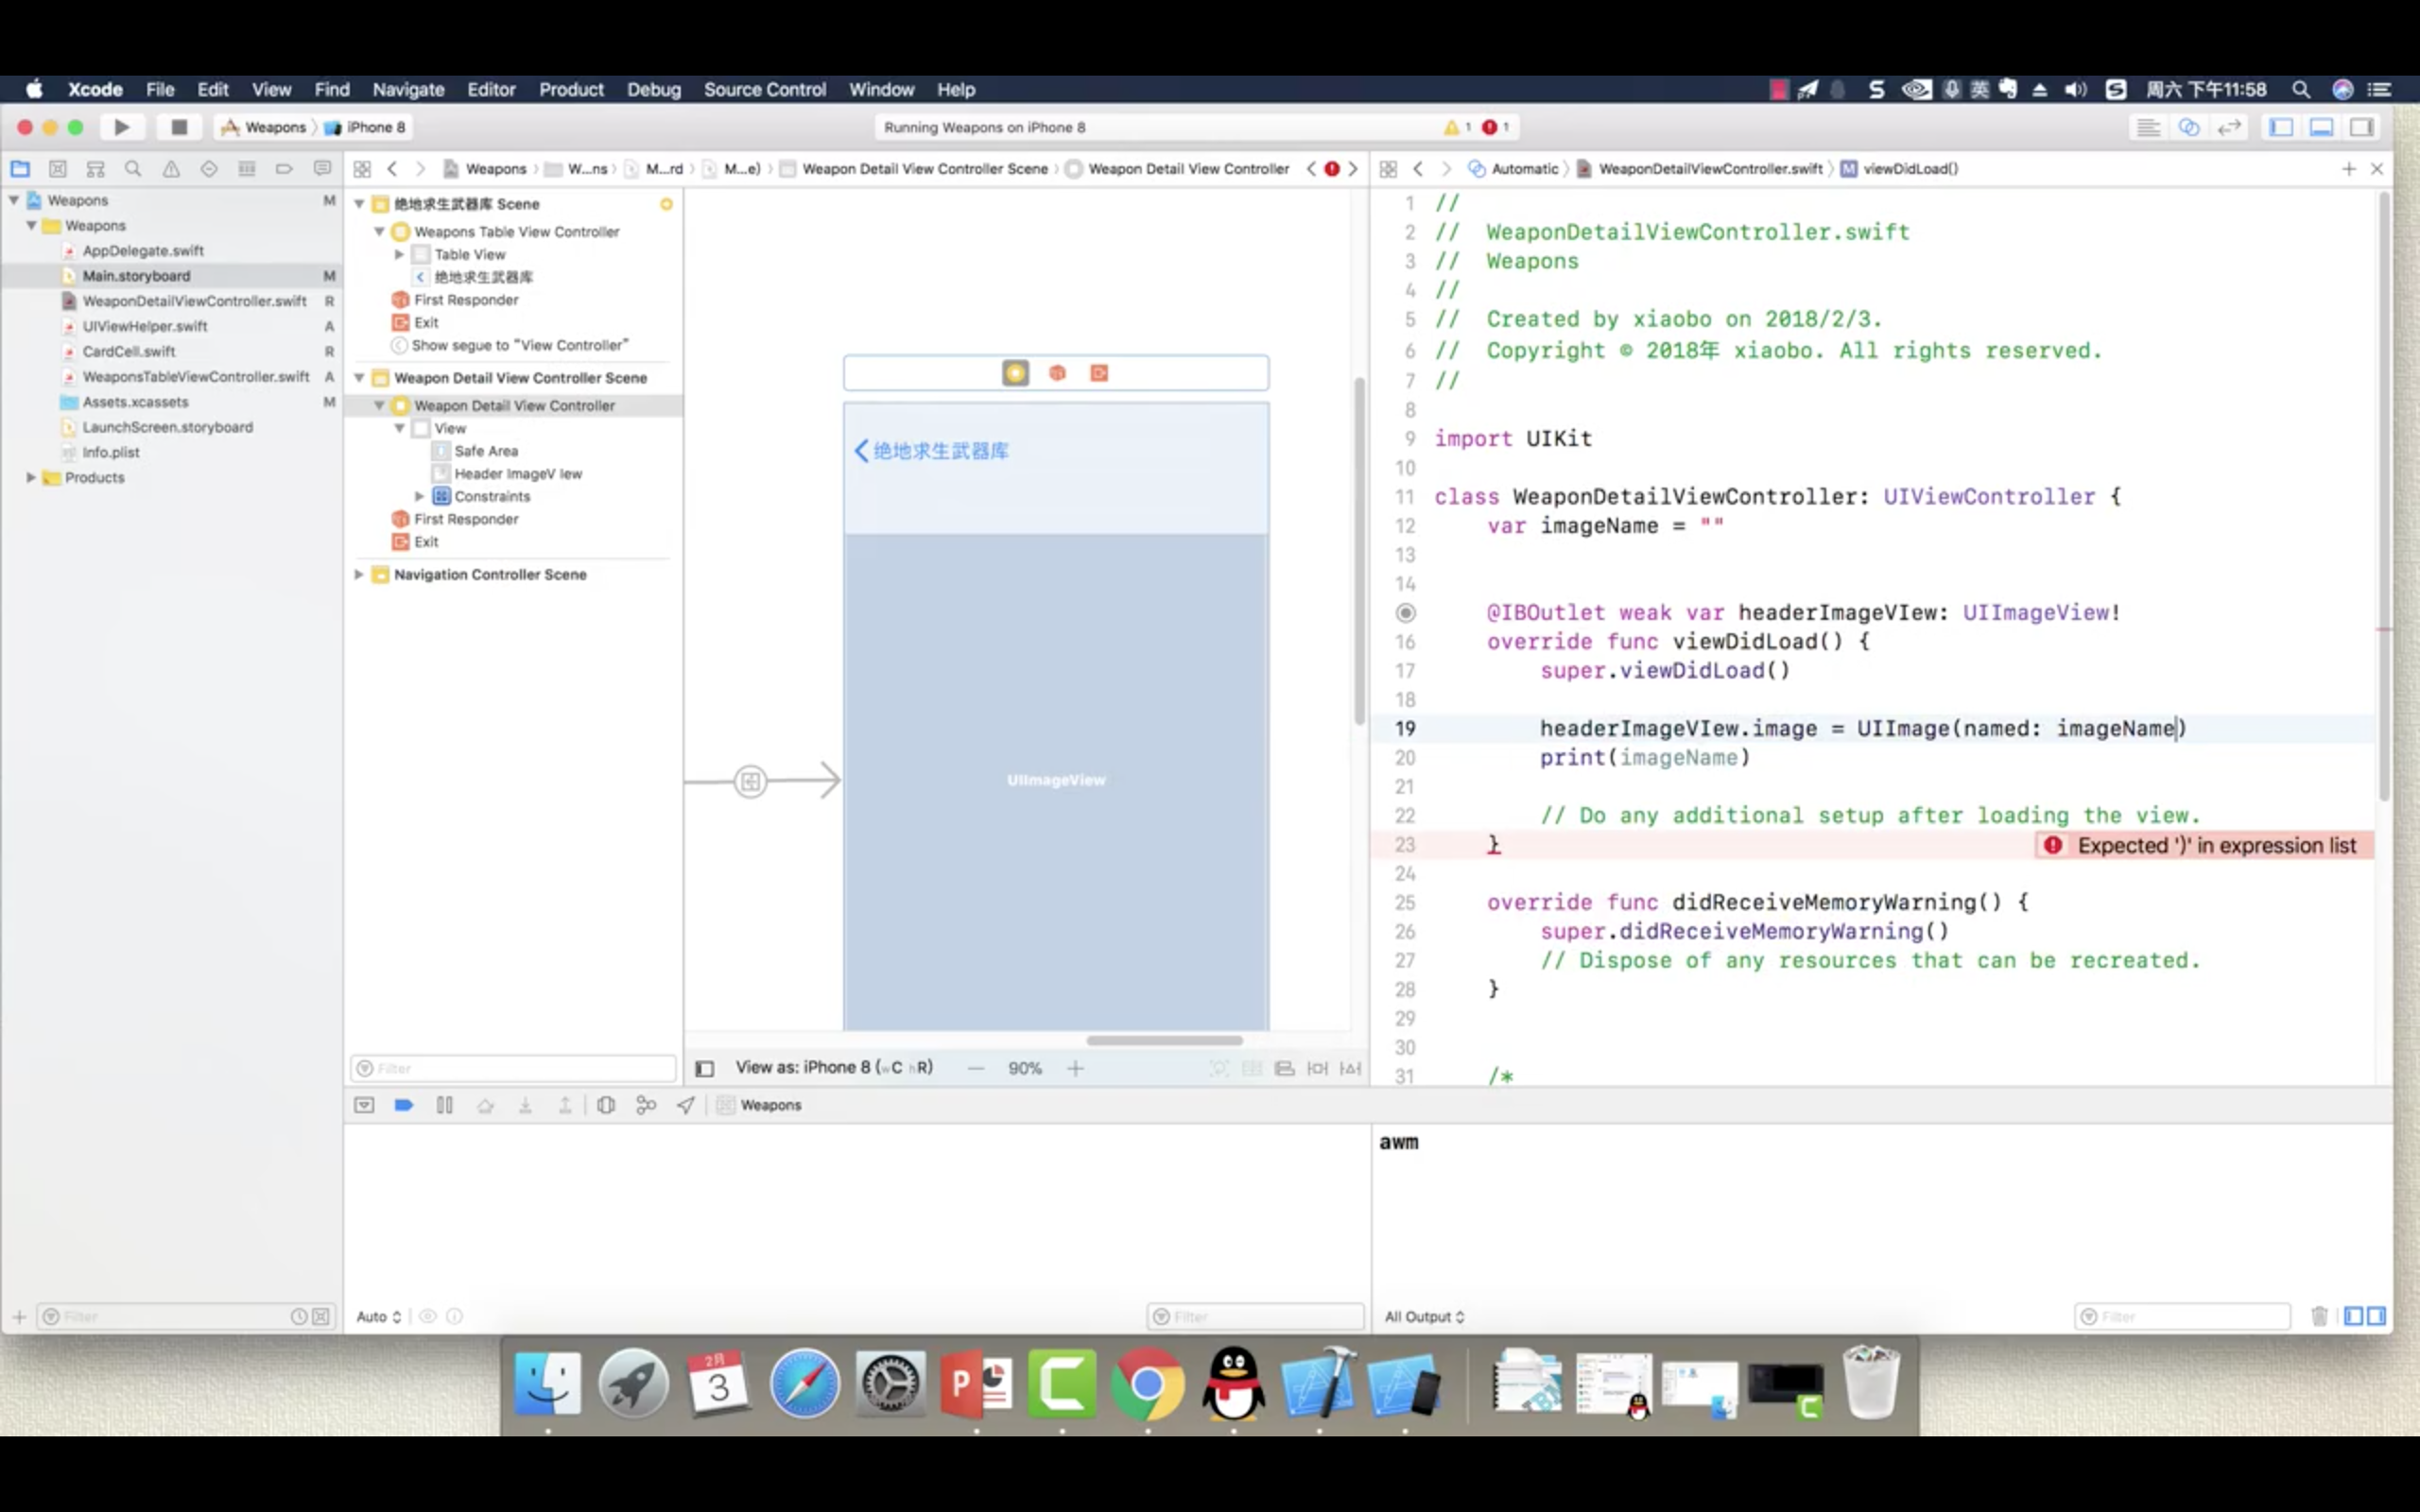 Xcode File Edit View Find Navigate Editor Product Debug Source Control Window Help 英 周六 下午11:58
Weapons iPhone 8 Running Weapons on iPhone 8 1 1
Weapons W...ns M...rd M...e) Weapon Detail View Controller Scene Weapon Detail View Controller
Automatic WeaponDetailViewController.swift M viewDidLoad()
Weapons M
Weapons
AppDelegate.swift
Main.storyboard M
WeaponDetailViewController.swift R
UIViewHelper.swift A
CardCell.swift R
WeaponsTableViewController.swift A
Assets.xcassets M
LaunchScreen.storyboard
Info.plist
Products
绝地求生武器库 Scene
Weapons Table View Controller
Table View
绝地求生武器库
First Responder
Exit
Show segue to "View Controller"
Weapon Detail View Controller Scene
Weapon Detail View Controller
View
Safe Area
Header ImageV Iew
Constraints
First Responder
Exit
Navigation Controller Scene
绝地求生武器库
UIImageView
1 //
2 // WeaponDetailViewController.swift
3 // Weapons
4 //
5 // Created by xiaobo on 2018/2/3.
6 // Copyright © 2018年 xiaobo. All rights reserved.
7 //
8
9 import UIKit
10
11 class WeaponDetailViewController: UIViewController {
12 var imageName = ""
13
14
@IBOutlet weak var headerImageVIew: UIImageView!
16 override func viewDidLoad() {
17 super.viewDidLoad()
18
19 headerImageVIew.image = UIImage(named: imageName)
20 print(imageName)
21
22 // Do any additional setup after loading the view.
23 } Expected ')' in expression list
24
25 override func didReceiveMemoryWarning() {
26 super.didReceiveMemoryWarning()
27 // Dispose of any resources that can be recreated.
28 }
29
30
31 /*
Filter
View as: iPhone 8 (wC hR) — 90% +
Weapons
awm
Filter
Auto
Filter
All Output
Filter
2月
3
P